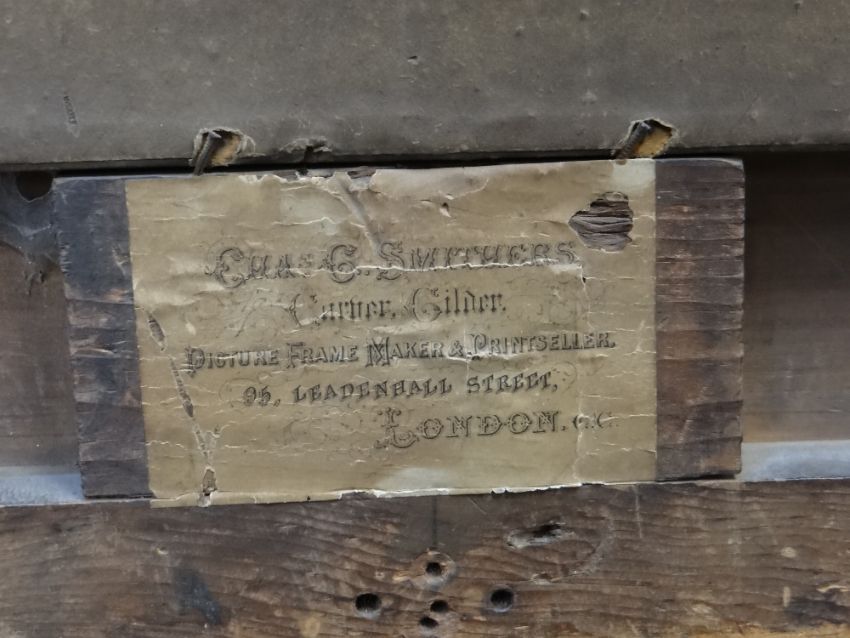 Chas. C. Smithers
Carver, Gilder,
Picture Frame Maker & Printseller.
95, Leadenhall Street,
London. E.C.